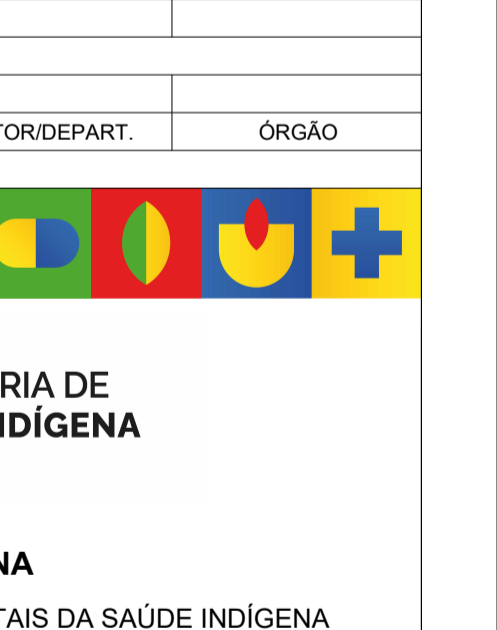 TOR/DEPART. ÓRGÃO
RIA DE
NDÍGENA
NA
TAIS DA SAÚDE INDÍGENA